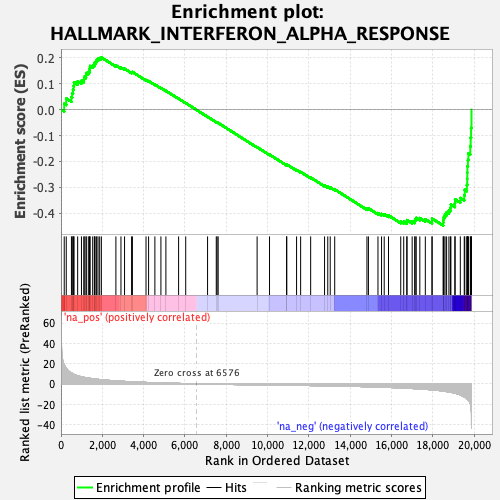 Enrichment plot:
HALLMARK_INTERFERON_ALPHA_RESPONSE
Enrichment score (ES)
0.2
0.1
0.0
-0.1
-0.2
-0.3
-0.4
'na_pos' (positively correlated)
Ranked list metric (PreRanked)
60
40
20
0
-20
-40
Zero cross at 6576
'na_neg' (negatively correlated)
0
2,000
4,000
6,000
8,000
10,000
12,000
14,000
16,000
18,000
20,000
Rank in Ordered Dataset
Enrichment profile
Hits
Ranking metric scores